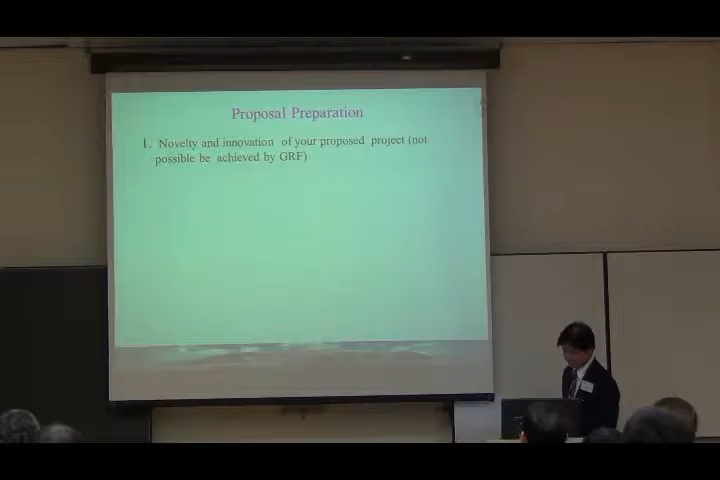 Proposal Preparation
1. Novelty and innovation of your proposed project (not
possible be achieved by GRF)